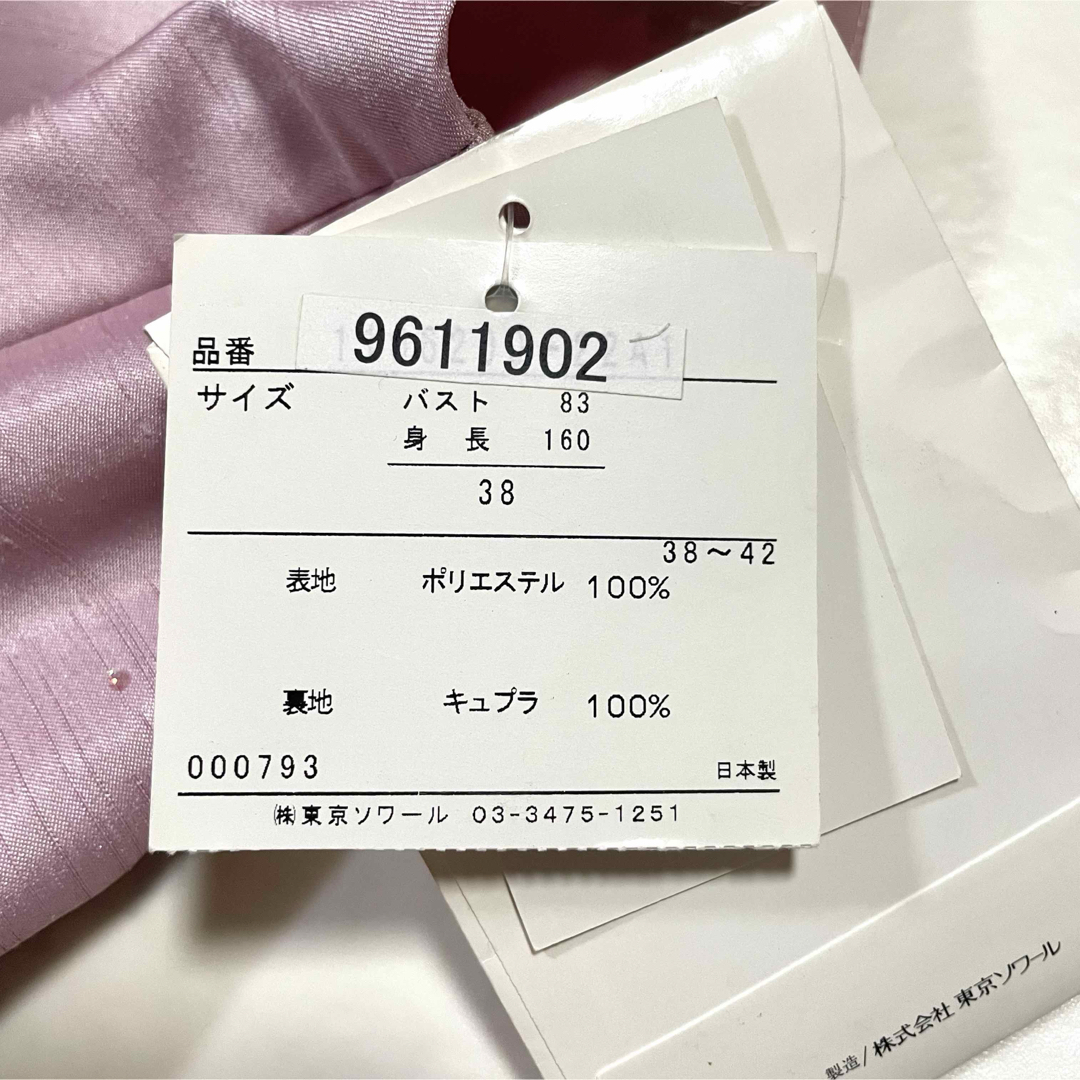 品番 9611902
サイズ バスト 83
身長 160
38
38～42
表地 ポリエステル 100%
裏地 キュプラ 100%
000793 日本製
㈱東京ソワール 03-3475-1251
製造/株式会社 東京ソワール